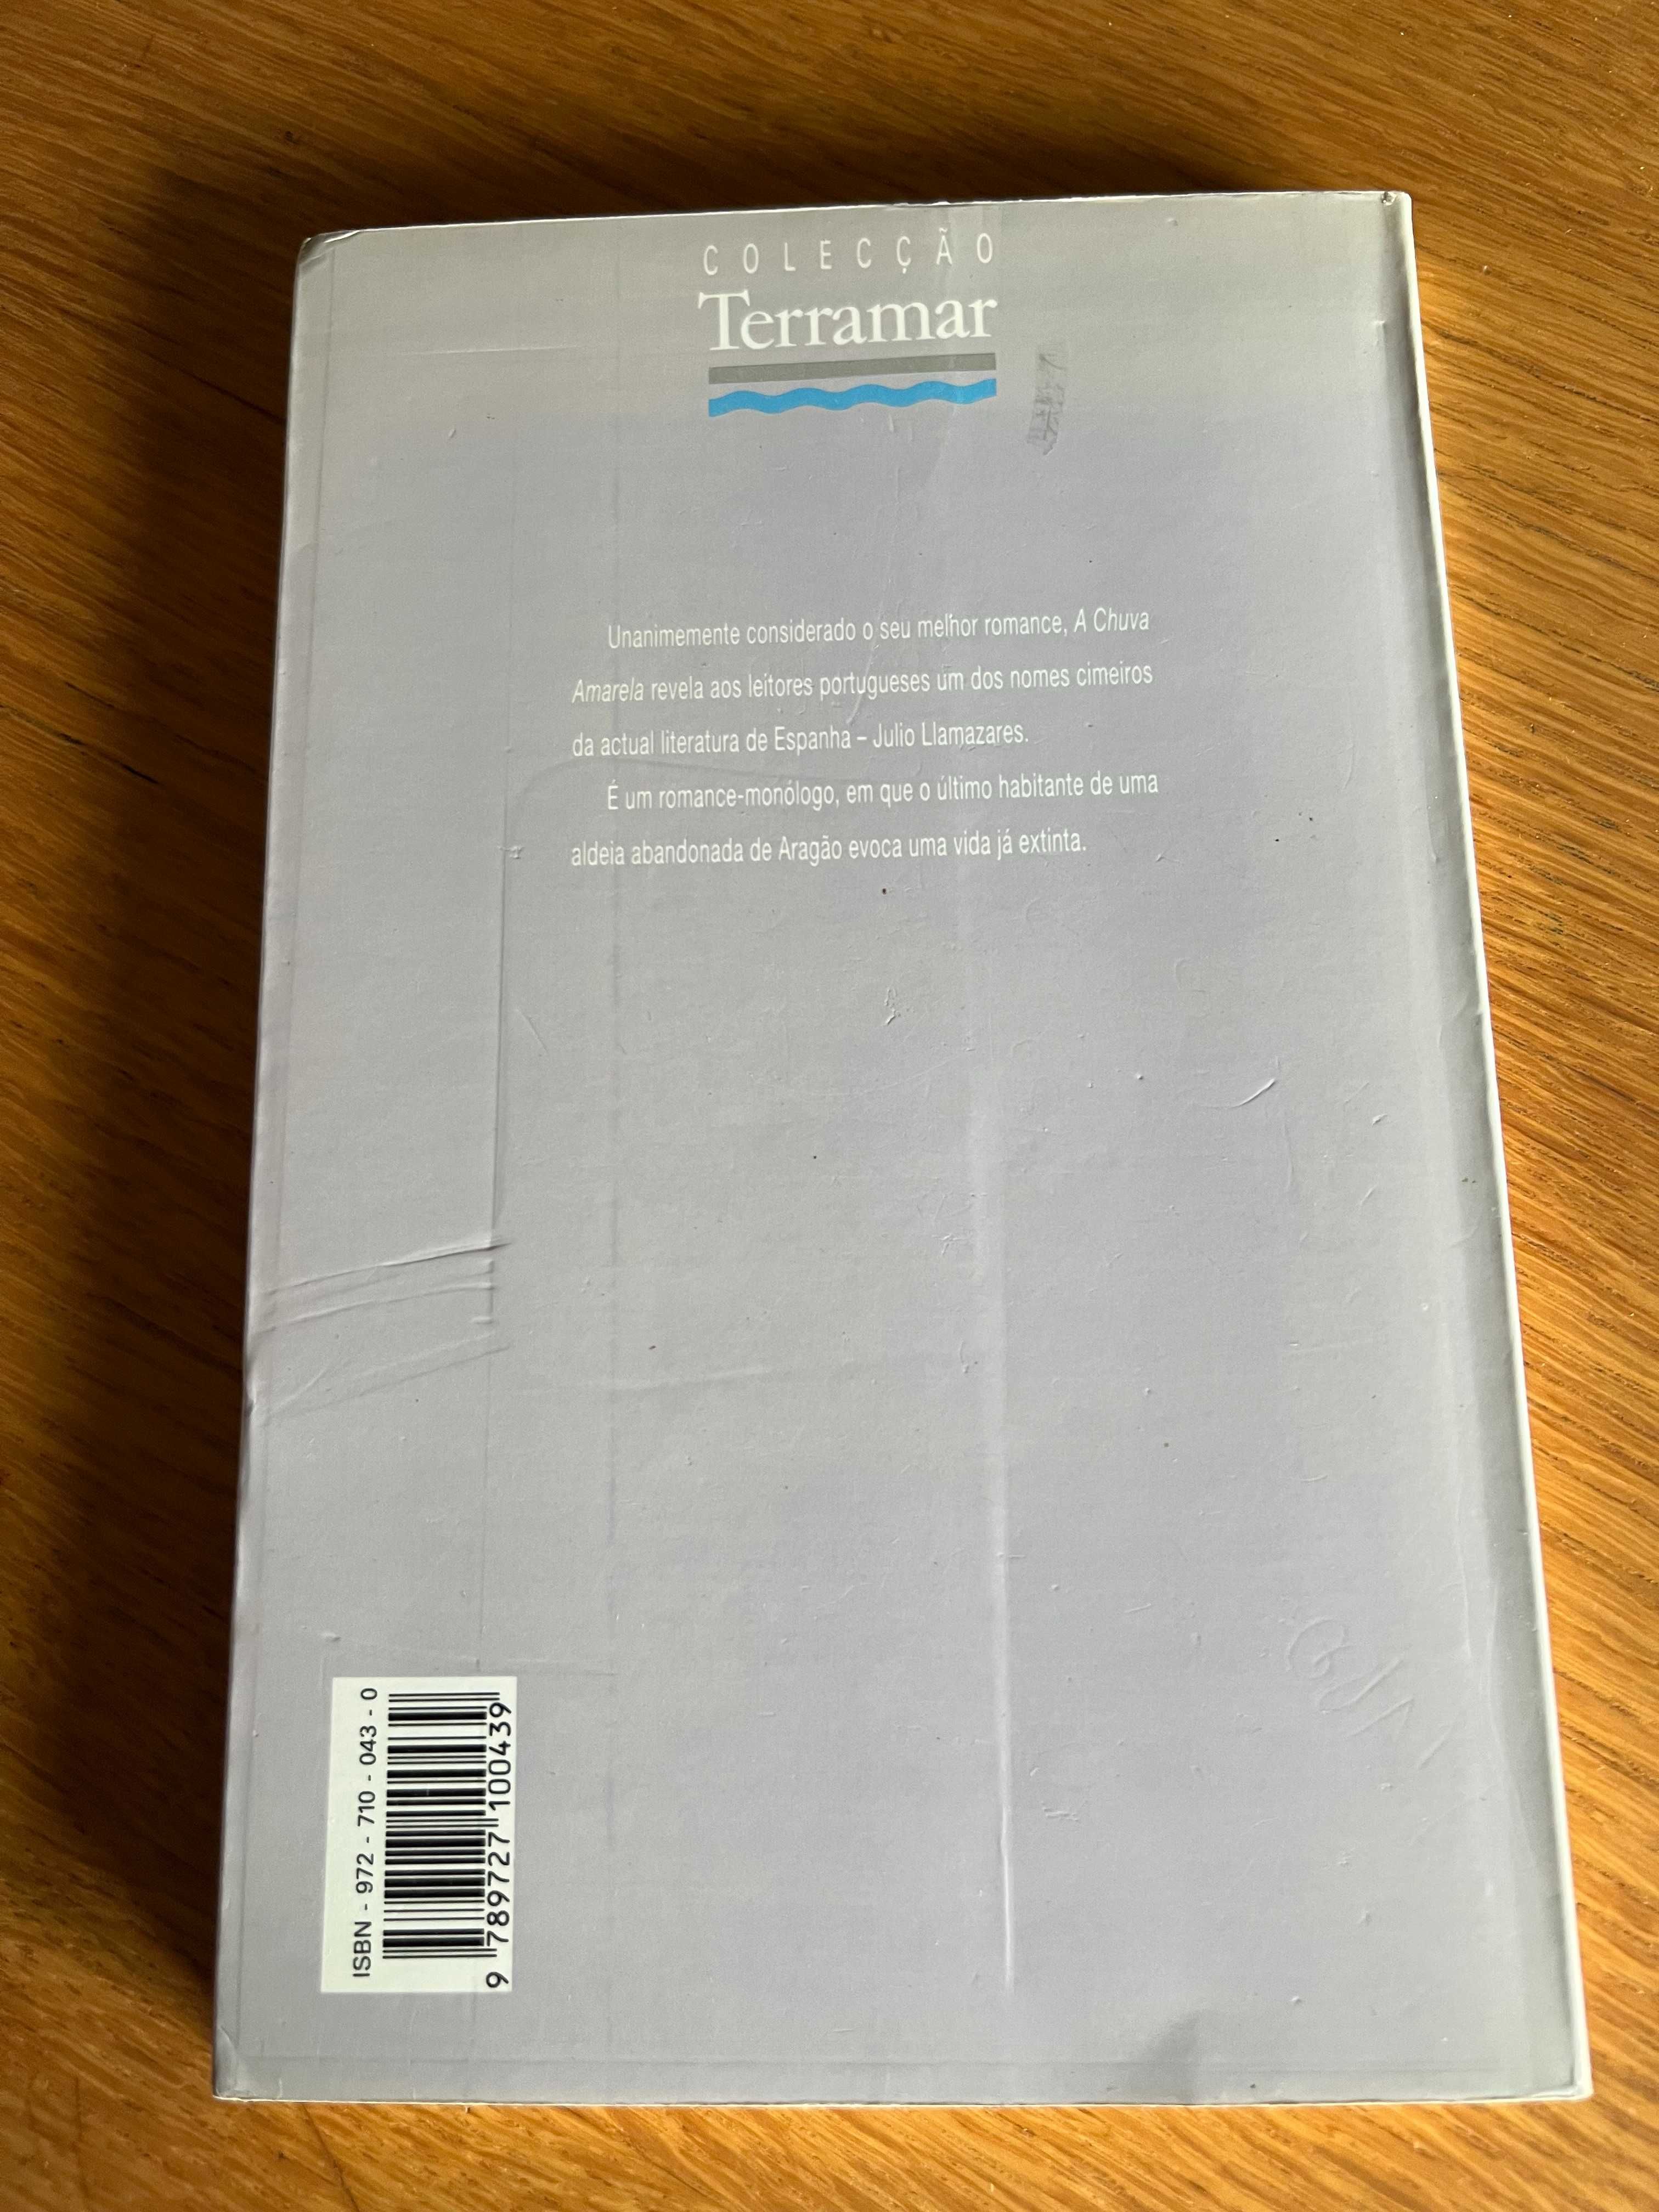 COLECÇÃO
Terramar
Unanimemente considerado o seu melhor romance, A Chuva
Amarela revela aos leitores portugueses um dos nomes cimeiros
da actual literatura de Espanha – Julio Llamazares.
É um romance-monólogo, em que o último habitante de uma
aldeia abandonada de Aragão evoca uma vida já extinta.
ISBN - 972 - 710 - 043 - 0
9 789727 100439